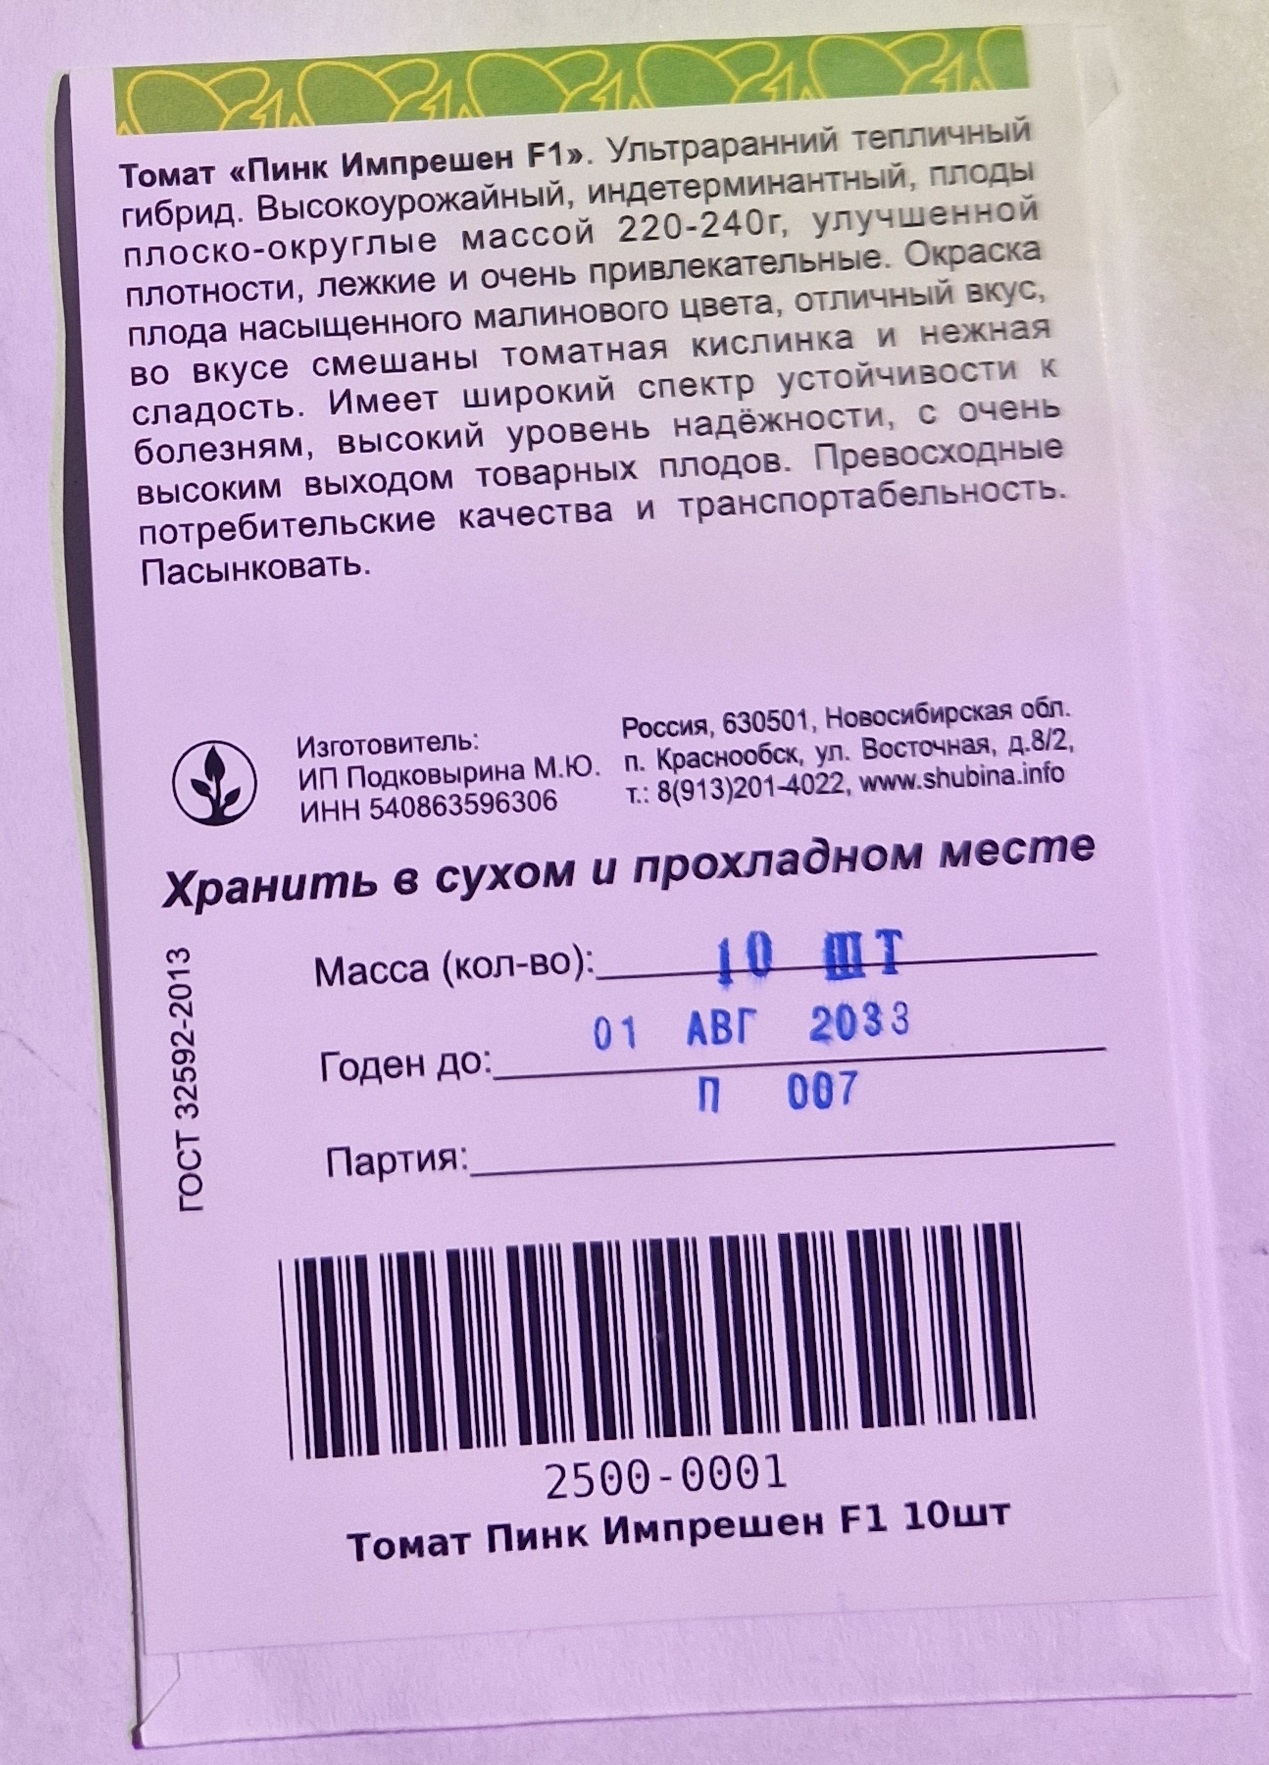 Томат «Пинк Импрешен F1». Ультраранний тепличный
гибрид. Высокоурожайный, индетерминантный, плоды
плоско-округлые массой 220-240г, улучшенной
плотности, лежкие и очень привлекательные. Окраска
плода насыщенного малинового цвета, отличный вкус,
во вкусе смешаны томатная кислинка и нежная
сладость. Имеет широкий спектр устойчивости к
болезням, высокий уровень надёжности, с очень
высоким выходом товарных плодов. Превосходные
потребительские качества и транспортабельность.
Пасынковать.
Изготовитель:
ИП Подковырина М.Ю.
ИНН 540863596306
Россия, 630501, Новосибирская обл.
п. Краснообск, ул. Восточная, д.8/2,
т.: 8(913)201-4022, www.shubina.info
Хранить в сухом и прохладном месте
ГОСТ 32592-2013
Масса (кол-во): 10 ШТ
Годен до: 01 АВГ 2033
П 007
Партия:
2500-0001
Томат Пинк Импрешен F1 10шт